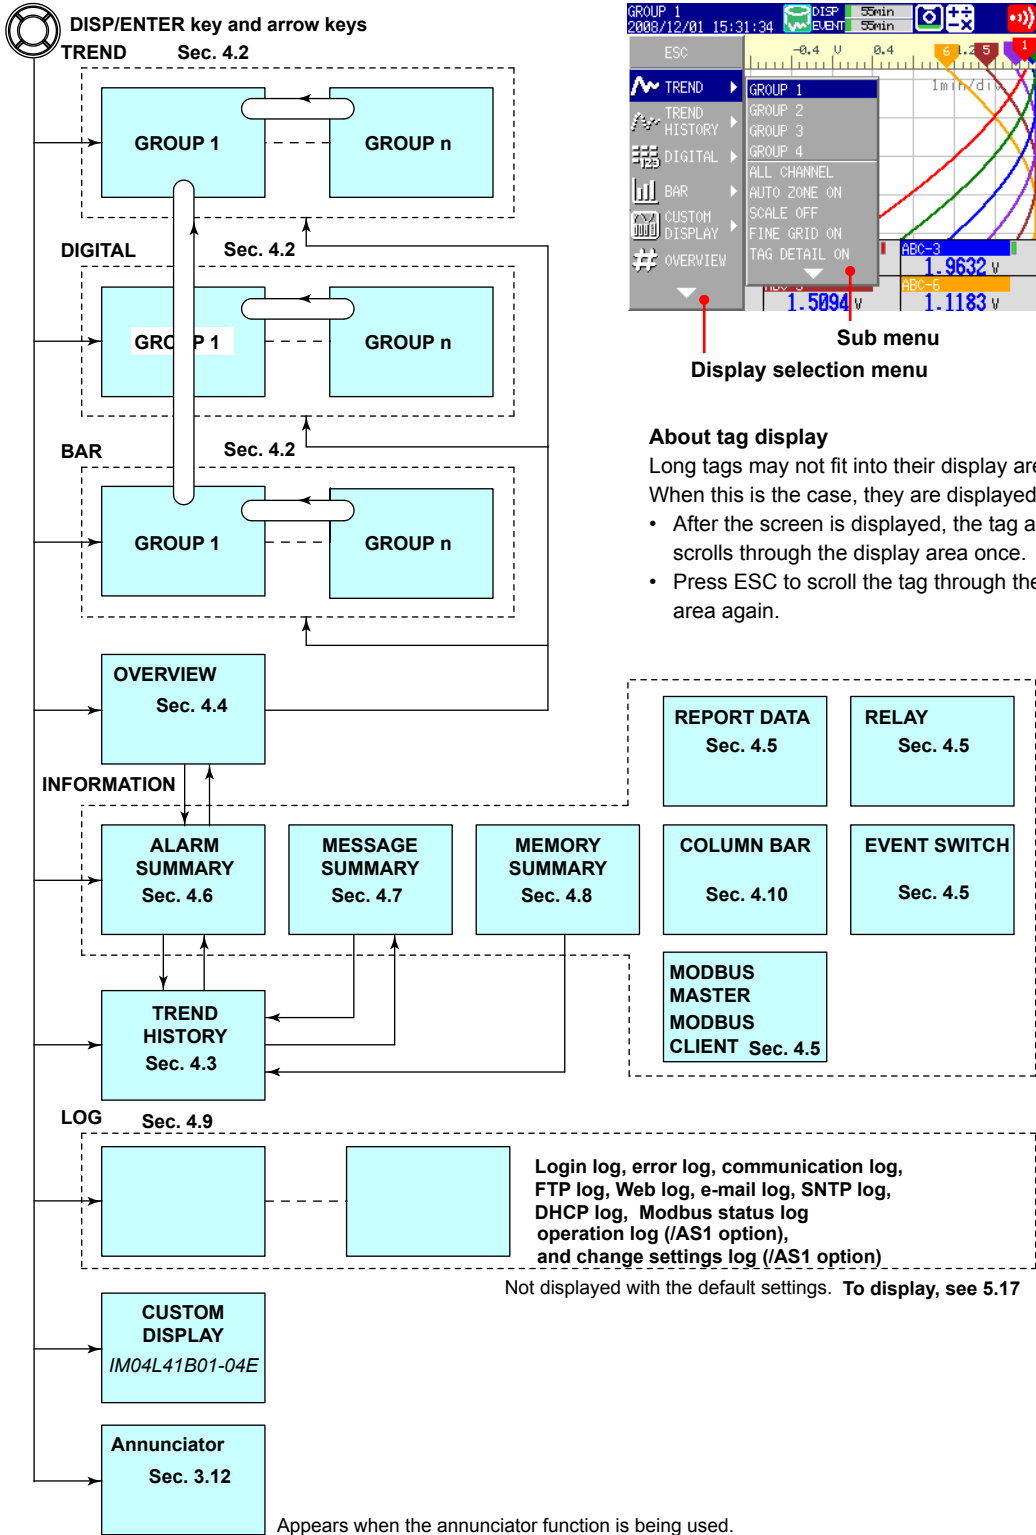 DISP/ENTER key and arrow keys
TREND Sec. 4.2
GROUP 1
GROUP n
DIGITAL Sec. 4.2
GROUP n
BAR Sec. 4.2
GROUP 1
GROUP n
OVERVIEW
Sec. 4.4
INFORMATION
ALARM
SUMMARY
Sec. 4.6
MESSAGE
SUMMARY
Sec. 4.7
MEMORY
SUMMARY
Sec. 4.8
TREND
HISTORY
Sec. 4.3
REPORT DATA
Sec. 4.5
RELAY
Sec. 4.5
COLUMN BAR
Sec. 4.10
EVENT SWITCH
Sec. 4.5
MODBUS
MASTER
MODBUS
CLIENT Sec. 4.5
LOG Sec. 4.9
Login log, error log, communication log,
FTP log, Web log, e-mail log, SNTP log,
DHCP log, Modbus status log
operation log (/AS1 option),
and change settings log (/AS1 option)
Not displayed with the default settings. To display, see 5.17
CUSTOM
DISPLAY
IM04L41B01-04E
Annunciator
Sec. 3.12
Appears when the annunciator function is being used.
GROUP 1
2008/12/01 15:31:34
DISP 55min
EVENT 55min
ESC
-0.4 V 0.4
6 5 1
1min/div
TREND
TREND
HISTORY
DIGITAL
BAR
CUSTOM
DISPLAY
OVERVIEW
GROUP 1
GROUP 2
GROUP 3
GROUP 4
ALL CHANNEL
AUTO ZONE ON
SCALE OFF
FINE GRID ON
TAG DETAIL ON
ABC-3
1.9632 V
1.5094 V
ABC-6
1.1183 V
Sub menu
Display selection menu
About tag display
Long tags may not fit into their display
When this is the case, they are displayed
• After the screen is displayed, the tag
scrolls through the display area once.
• Press ESC to scroll the tag through the
area again.